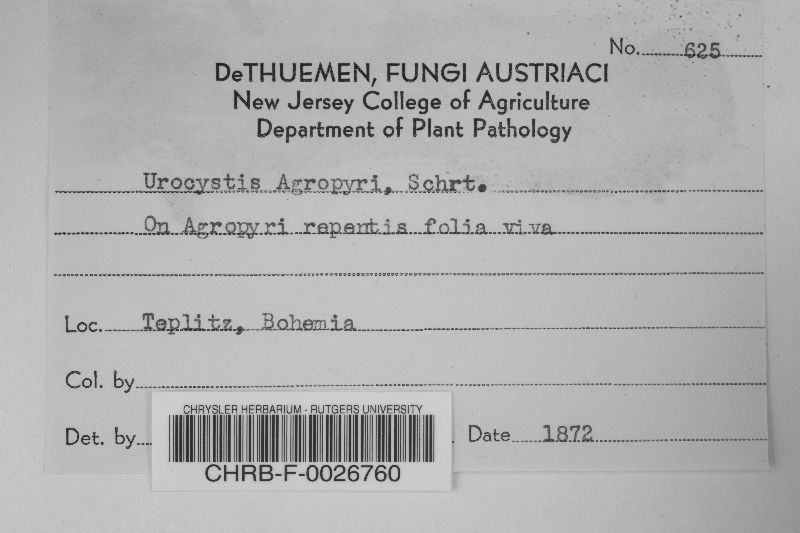 No. 625
DeTHUEMEN, FUNGI AUSTRIACI
New Jersey College of Agriculture
Department of Plant Pathology
Urocystis Agropyri, Schrt.
On Agropyri repentis folia viva
Loc. Teplitz, Bohemia
Col. by
Det. by Date 1872
CHRYSLER HERBARIUM - RUTGERS UNIVERSITY
CHRB-F-0026760